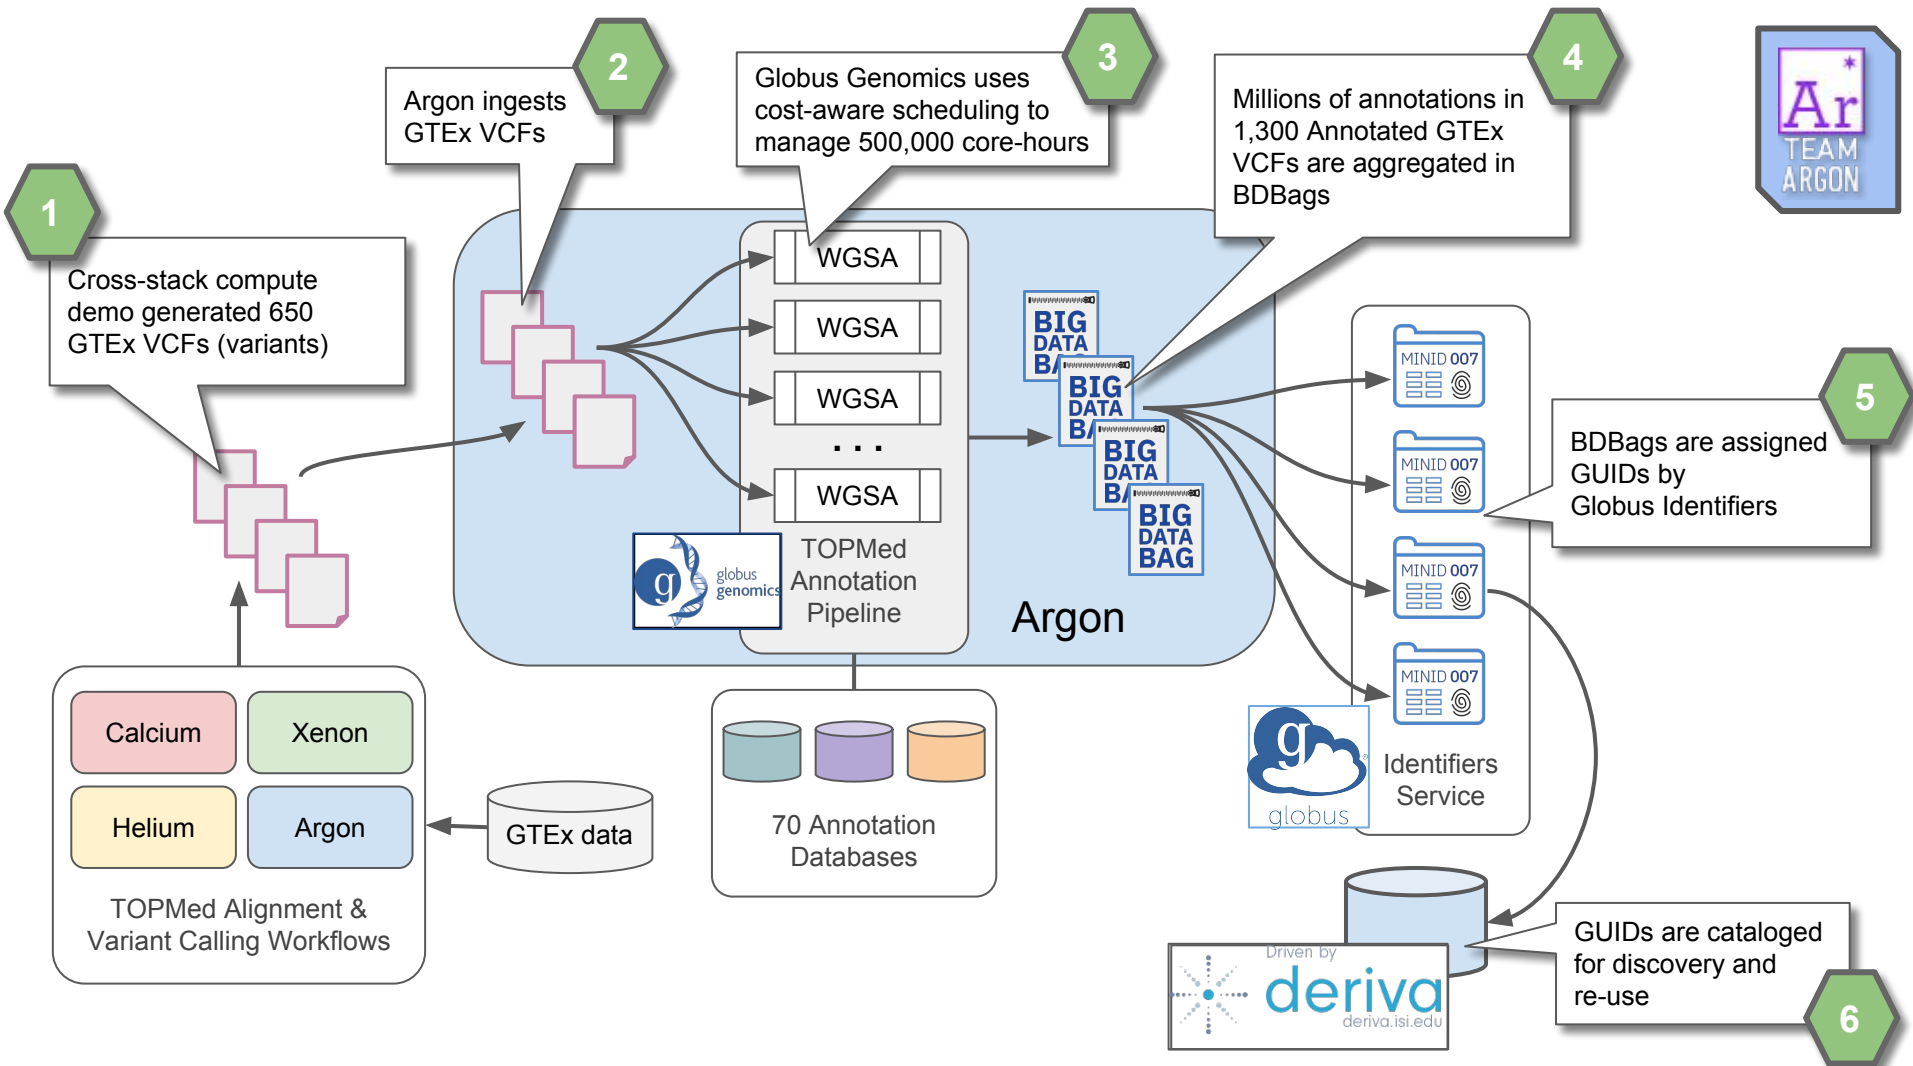 1
Cross-stack compute
demo generated 650
GTEx VCFs (variants)
2
Argon ingests
GTEx VCFs
3
Globus Genomics uses
cost-aware scheduling to
manage 500,000 core-hours
4
Millions of annotations in
1,300 Annotated GTEx
VCFs are aggregated in
BDBags
Ar
TEAM
ARGON
WGSA
WGSA
WGSA
. . .
WGSA
TOPMed
Annotation
Pipeline
g
globus
genomics
Argon
BIG
DATA
BAG
BIG
DATA
BAG
BIG
DATA
BAG
BIG
DATA
BAG
MINID 007
MINID 007
MINID 007
MINID 007
Identifiers
Service
g
globus
5
BDBags are assigned
GUIDs by
Globus Identifiers
Calcium
Xenon
Helium
Argon
TOPMed Alignment &
Variant Calling Workflows
GTEx data
70 Annotation
Databases
Driven by
deriva
deriva.isi.edu
GUIDs are cataloged
for discovery and
re-use
6